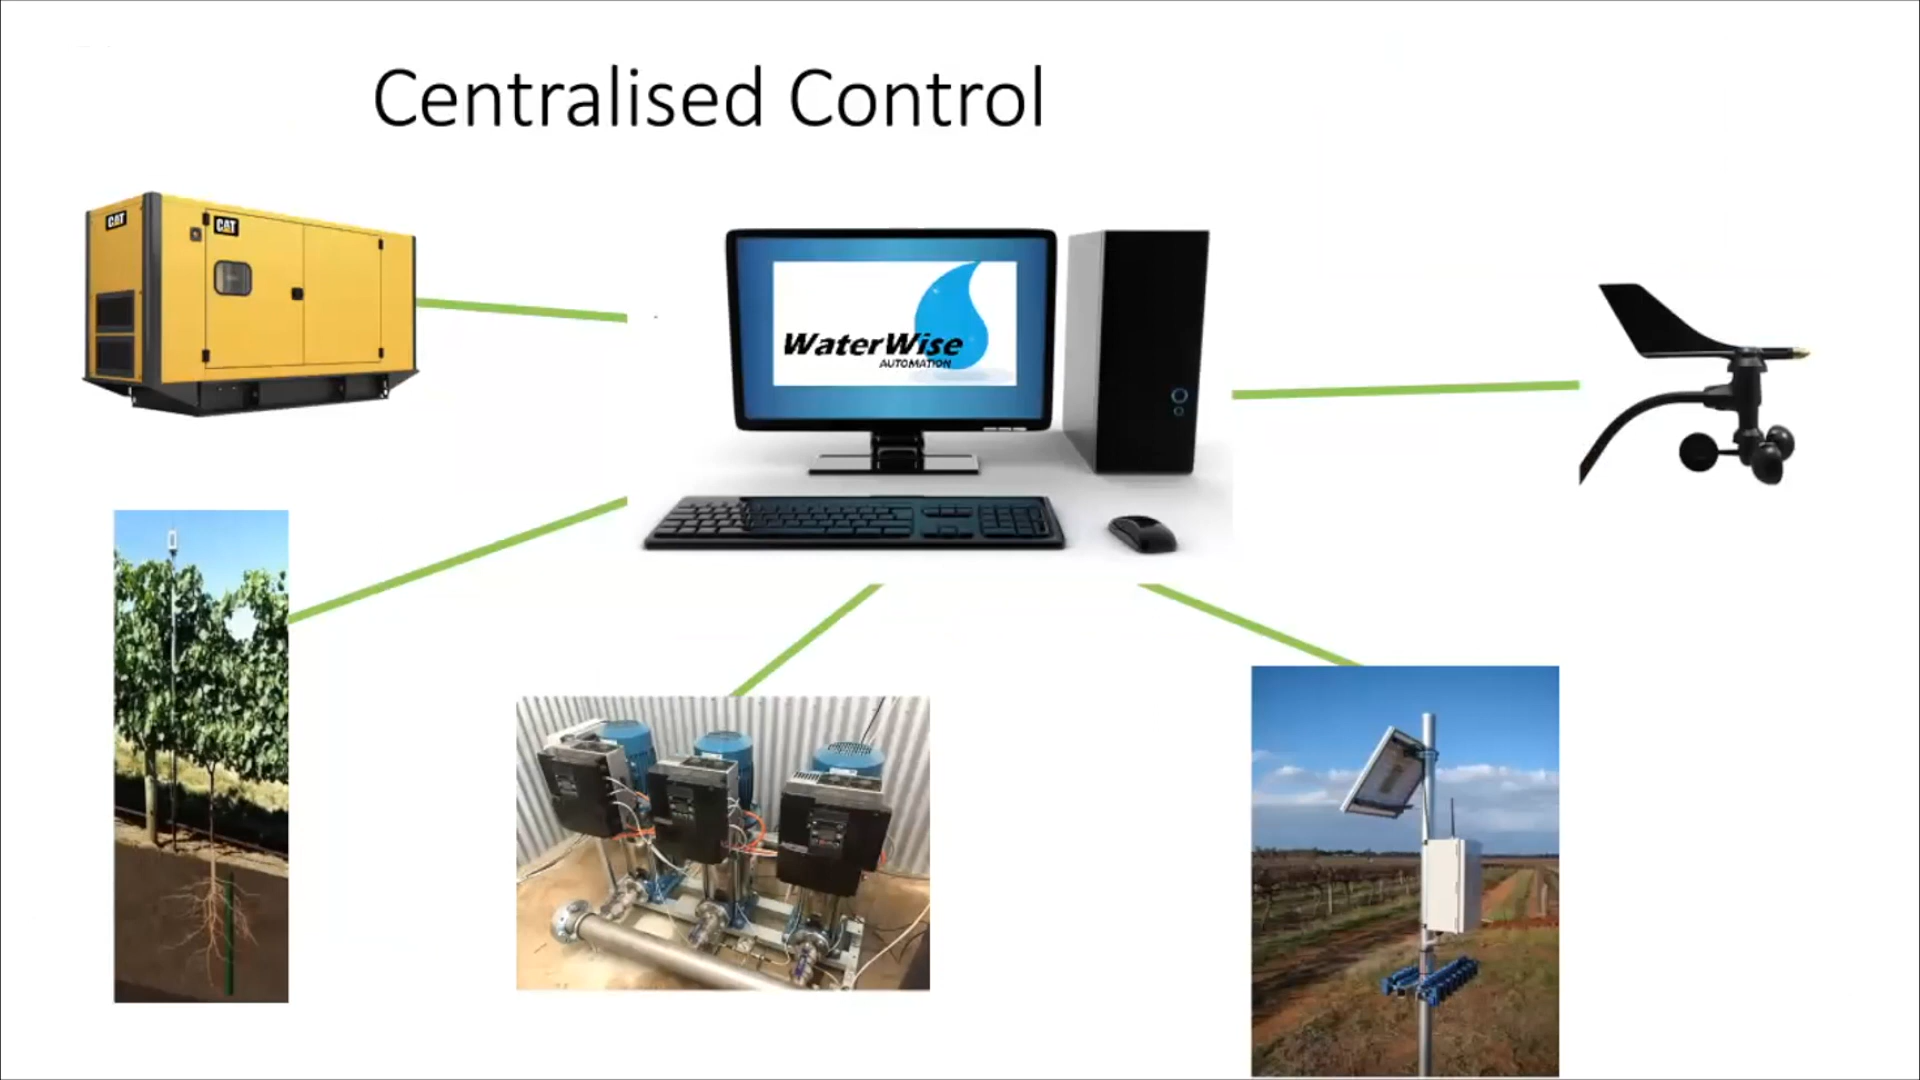 Centralised Control
CAT
CAT
WaterWise
AUTOMATION